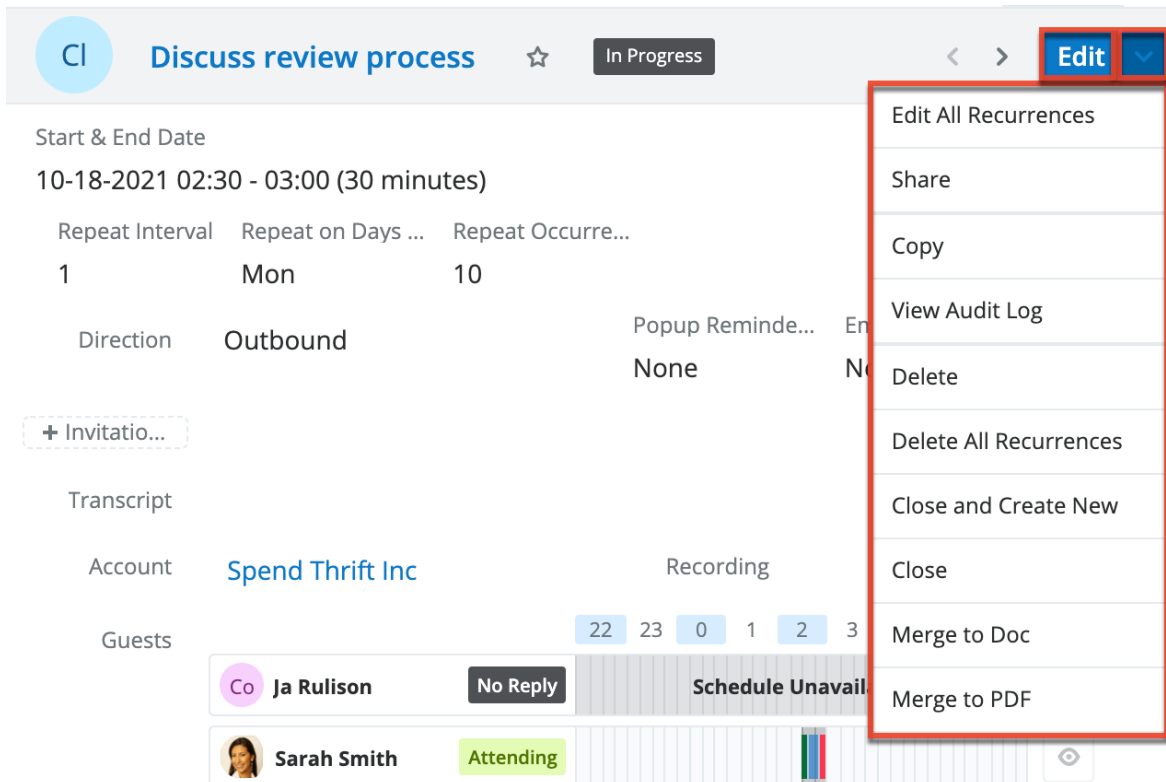 Cl
Discuss review process
In Progress
Edit
Edit All Recurrences
Share
Copy
View Audit Log
Delete
Delete All Recurrences
Close and Create New
Close
Merge to Doc
Merge to PDF
Start & End Date
10-18-2021 02:30 - 03:00 (30 minutes)
Repeat Interval Repeat on Days ... Repeat Occurre...
1 Mon 10
Direction Outbound
Popup Reminde...
None
+ Invitatio...
Transcript
Account Spend Thrift Inc Recording
Guests
22 23 0 1 2 3
Co Ja Rulison No Reply Schedule
Sarah Smith Attending